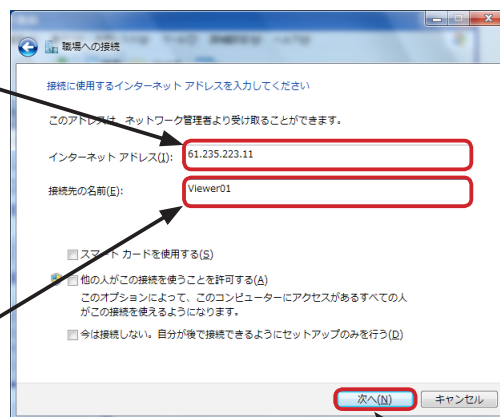 職場への接続
接続に使用するインターネット アドレスを入力してください
このアドレスは、ネットワーク管理者より受け取ることができます。
インターネット アドレス(I): 61.235.223.11
接続先の名前(E): Viewer01
スマート カードを使用する(S)
他の人がこの接続を使うことを許可する(A)
このオプションによって、このコンピューターにアクセスがあるすべての人
がこの接続を使えるようになります。
今は接続しない。自分が後で接続できるようにセットアップのみを行う(D)
次へ(N) キャンセル